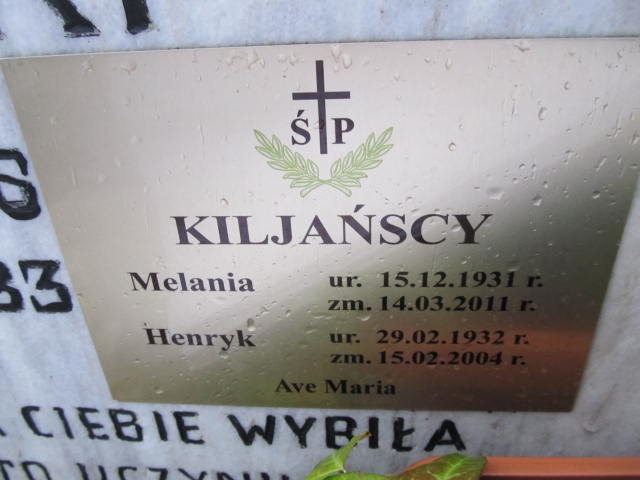 Ś P
KILJAŃSCY
Melania ur. 15.12.1931 r.
zm. 14.03.2011 r.
Henryk ur. 29.02.1932 r.
zm. 15.02.2004 r.
Ave Maria
CIEBIE WYBIŁA